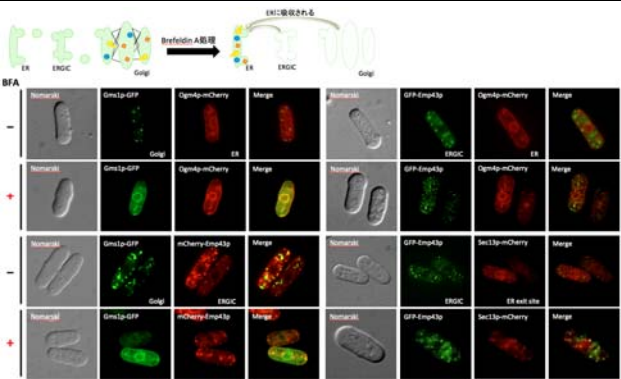 ERに吸収される
Brefeldin A処理
ER
ERGIC
Golgi
ER
ERGIC
Golgi
BFA
−
Nomarski
Gms1p-GFP
Golgi
Ogm4p-mCherry
ER
Merge
Nomarski
GFP-Emp43p
ERGIC
Ogm4p-mCherry
ER
Merge
+
Nomarski
Gms1p-GFP
Ogm4p-mCherry
Merge
Nomarski
GFP-Emp43p
Ogm4p-mCherry
Merge
−
Nomarski
Gms1p-GFP
Golgi
mCherry-Emp43p
ERGIC
Merge
Nomarski
GFP-Emp43p
ERGIC
Sec13p-mCherry
ER exit site
Merge
+
Nomarski
Gms1p-GFP
mCherry-Emp43p
Merge
Nomarski
GFP-Emp43p
Sec13p-mCherry
Merge